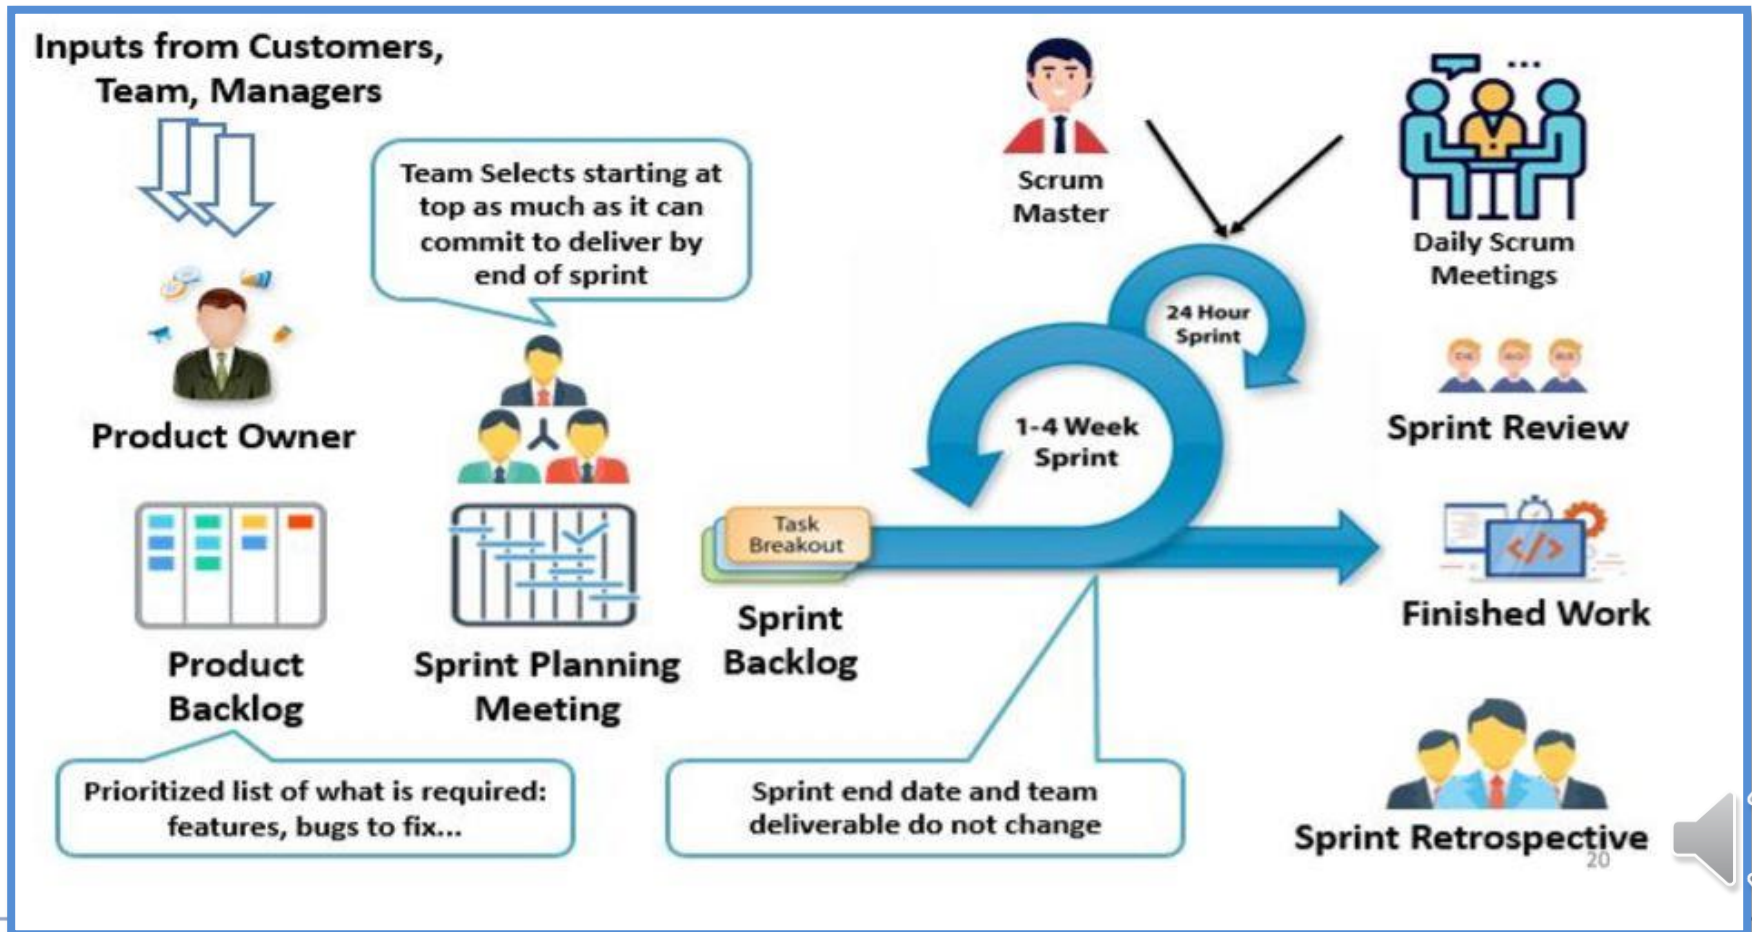 Inputs from Customers,
Team, Managers
Product Owner
Product
Backlog
Prioritized list of what is required:
features, bugs to fix...
Team Selects starting at
top as much as it can
commit to deliver by
end of sprint
Sprint Planning
Meeting
Task
Breakout
Sprint
Backlog
Scrum
Master
Daily Scrum
Meetings
24 Hour
Sprint
1-4 Week
Sprint
Sprint end date and team
deliverable do not change
Sprint Review
</>
Finished Work
Sprint Retrospective
20